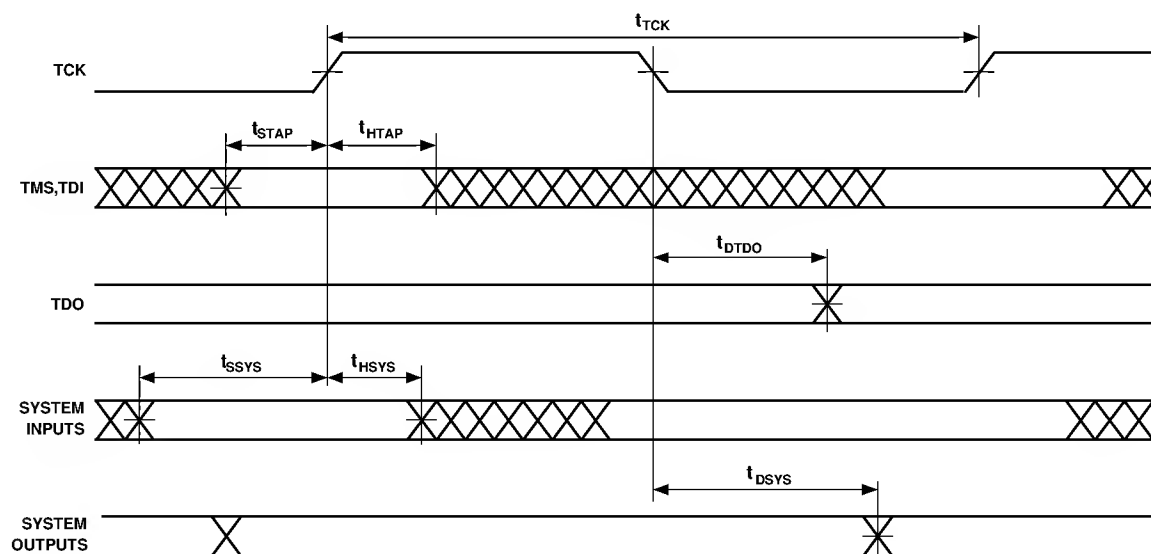 tTCK
TCK
tSTAP
tHTAP
TMS,TDI
tDTDO
TDO
tSSYS
tHSYS
SYSTEM
INPUTS
tDSYS
SYSTEM
OUTPUTS